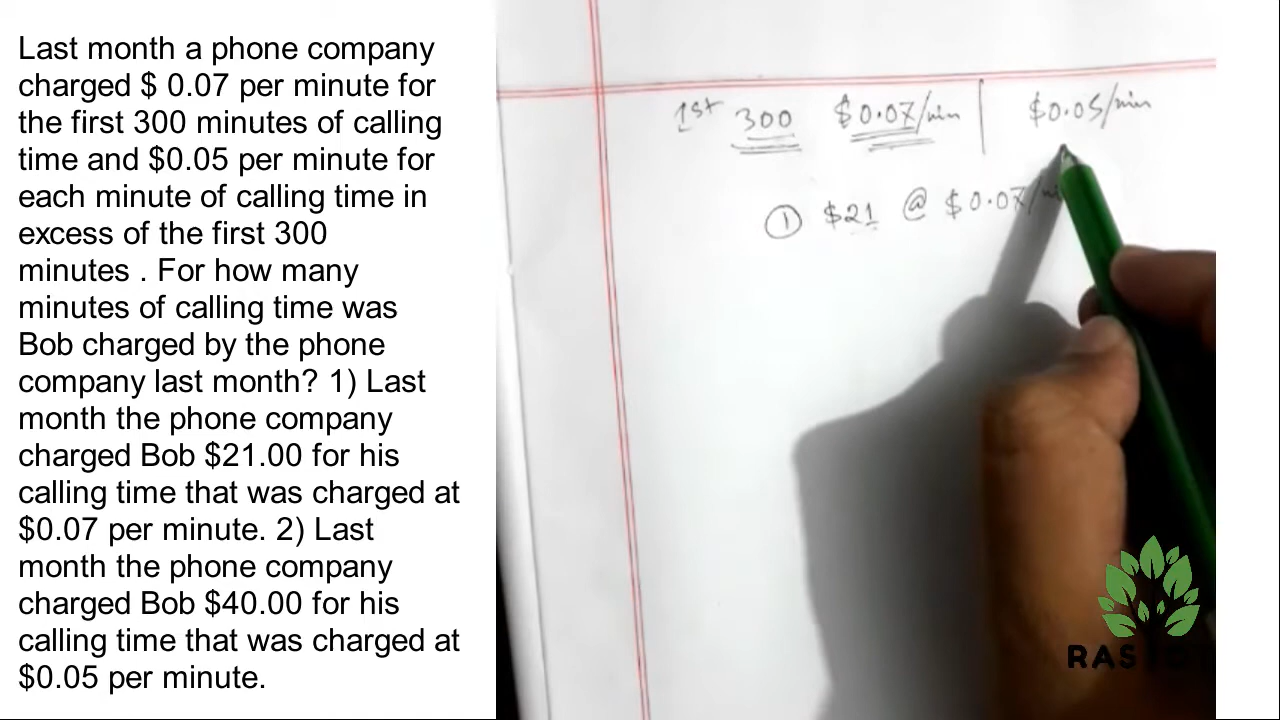 Last month a phone company
charged $ 0.07 per minute for
the first 300 minutes of calling
time and $0.05 per minute for
each minute of calling time in
excess of the first 300
minutes . For how many
minutes of calling time was
Bob charged by the phone
company last month? 1) Last
month the phone company
charged Bob $21.00 for his
calling time that was charged at
$0.07 per minute. 2) Last
month the phone company
charged Bob $40.00 for his
calling time that was charged at
$0.05 per minute.
1st 300 $0.07/min | $0.05/min
① $21 @ $0.07/